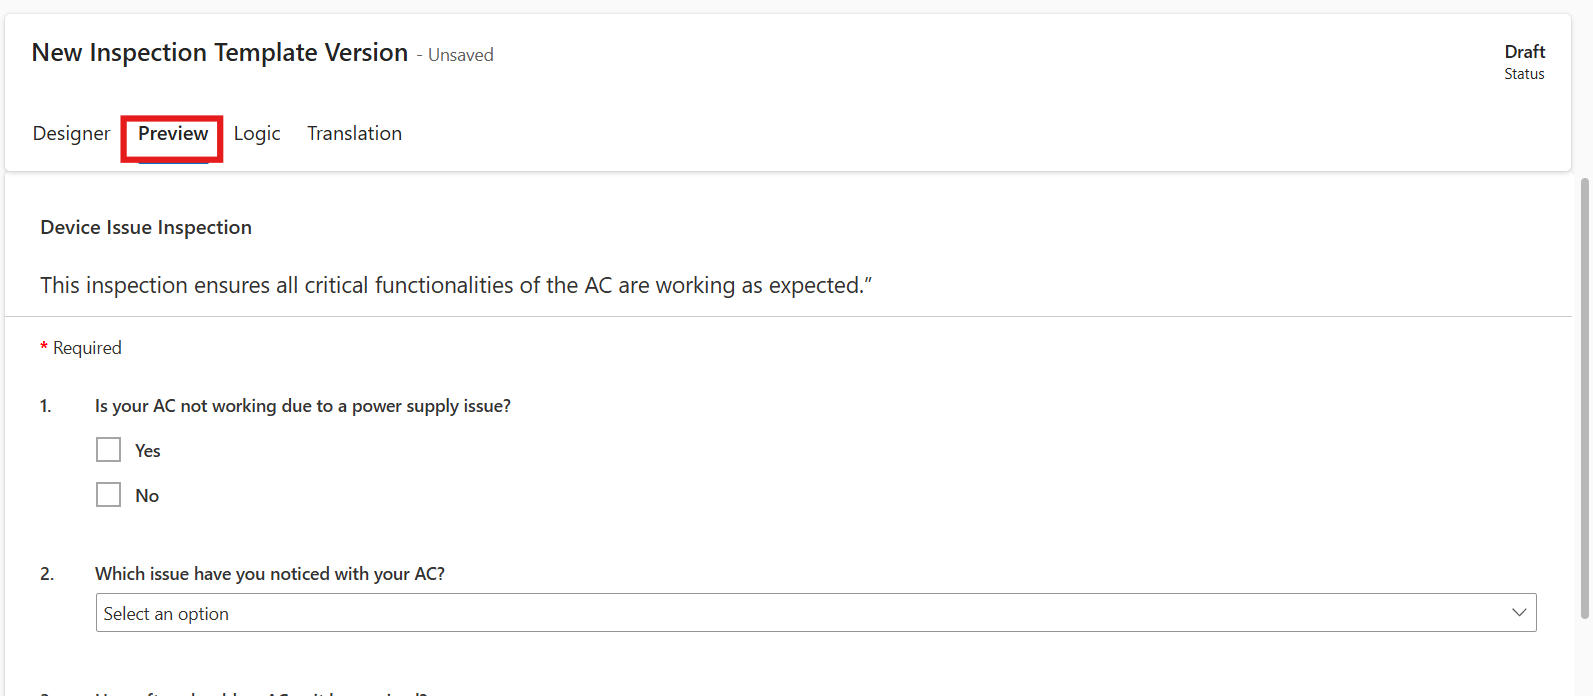 New Inspection Template Version - Unsaved
Draft
Status
Designer Preview Logic Translation
Device Issue Inspection
This inspection ensures all critical functionalities of the AC are working as expected.”
* Required
1. Is your AC not working due to a power supply issue?
Yes
No
2. Which issue have you noticed with your AC?
Select an option